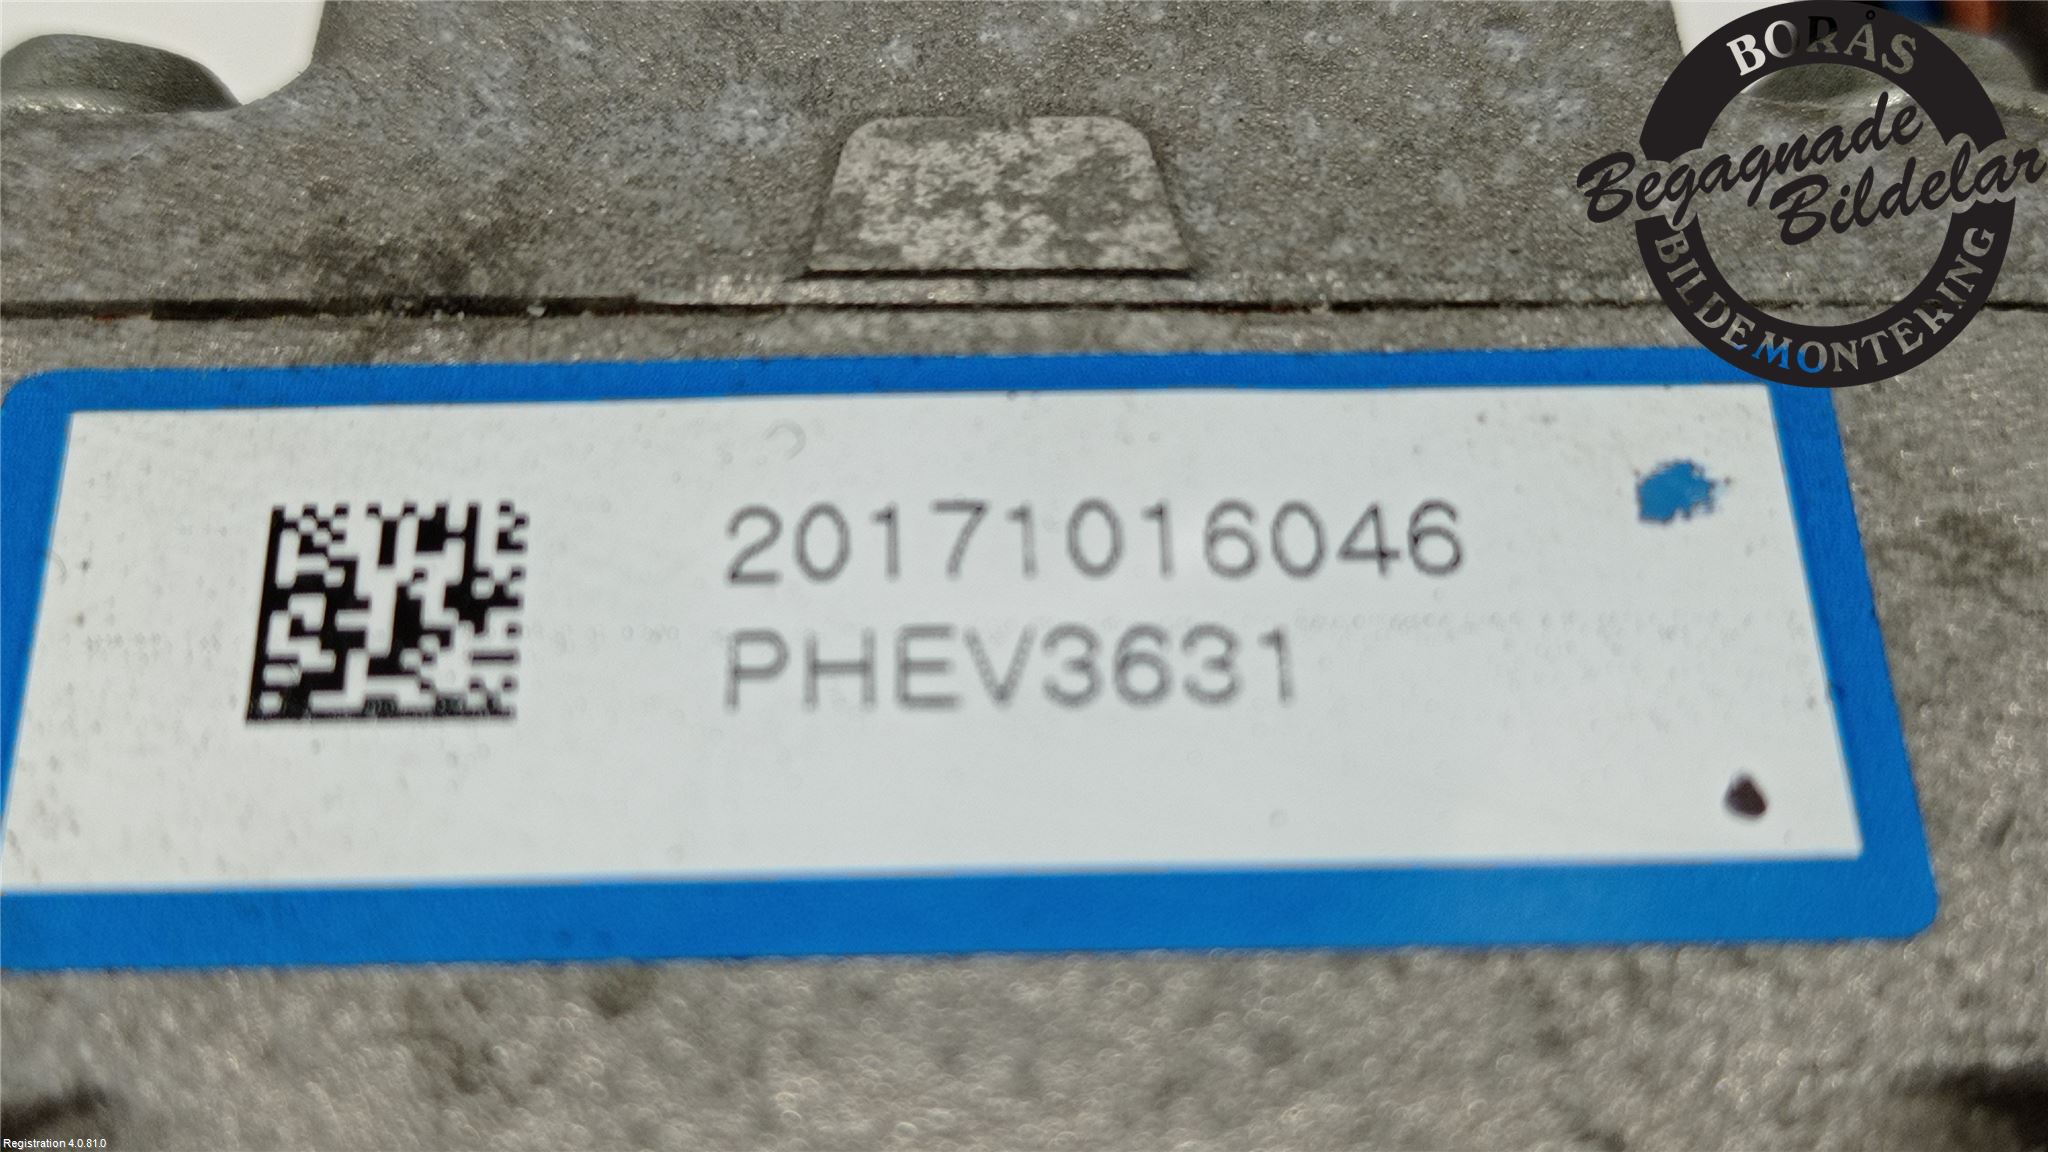 BORÅS
Begagnade
Bildelar
BILDEMONTERING
20171016046
PHEV3631
Registration 4.0.81.0